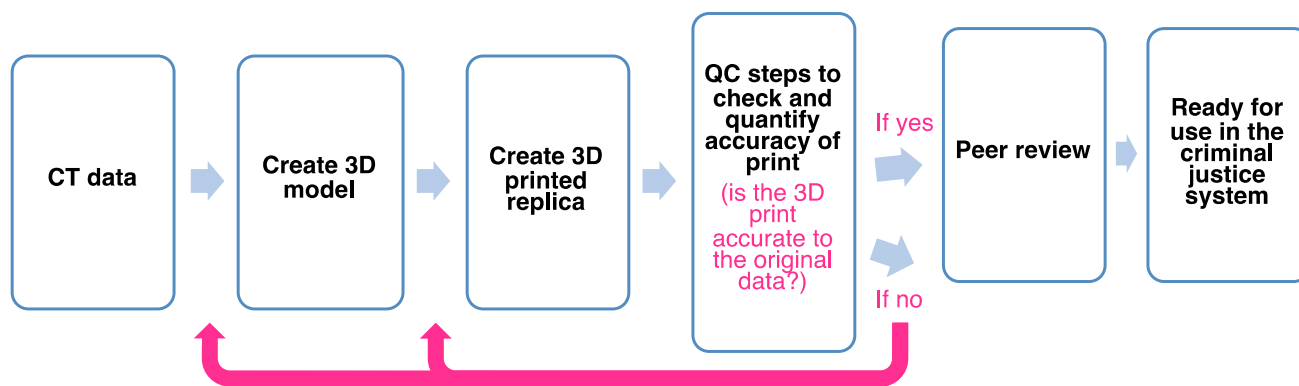 CT data
Create 3D
model
Create 3D
printed
replica
QC steps to
check and
quantify
accuracy of
print
(is the 3D
print
accurate to
the original
data?)
If yes
If no
Peer review
Ready for
use in the
criminal
justice
system